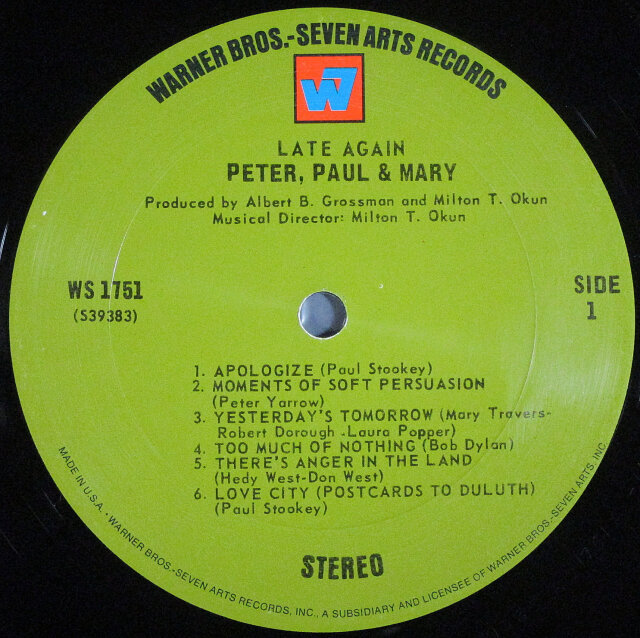 WARNER BROS.-SEVEN ARTS RECORDS
W7
LATE AGAIN
PETER, PAUL & MARY
Produced by Albert B. Grossman and Milton T. Okun
Musical Director: Milton T. Okun
WS 1751
(S39383)
SIDE
1
1. APOLOGIZE (Paul Stookey)
2. MOMENTS OF SOFT PERSUASION
(Peter Yarrow)
3. YESTERDAY'S TOMORROW (Mary Travers-
Robert Dorough -Laura Popper)
4. TOO MUCH OF NOTHING (Bob Dylan)
5. THERE'S ANGER IN THE LAND
(Hedy West-Don West)
6. LOVE CITY (POSTCARDS TO DULUTH)
(Paul Stookey)
STEREO
MADE IN U.S.A. • WARNER BROS.-SEVEN ARTS RECORDS, INC., A SUBSIDIARY AND LICENSEE OF WARNER BROS.-SEVEN ARTS, INC.